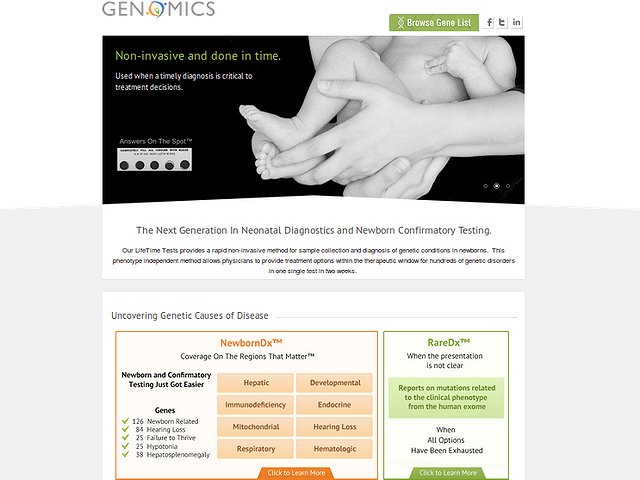 GEN MICS
Browse Gene List
Non-invasive and done in time.
Used when a timely diagnosis is critical to
treatment decisions.
Answers On The Spot™
The Next Generation In Neonatal Diagnostics and Newborn Confirmatory Testing.
Our LifeTime Tests provides a rapid non-invasive method for sample collection and diagnosis of genetic conditions in newborns. This
phenotype independent method allows physicians to provide treatment options within the therapeutic window for hundreds of genetic disorders
in one single test in two weeks.
Uncovering Genetic Causes of Disease
NewbornDx™
Coverage On The Regions That Matter™
Newborn and Confirmatory
Testing Just Got Easier
Genes
126 Newborn Related
84 Hearing Loss
25 Failure to Thrive
25 Hypotonia
38 Hepatosplenomegaly
Hepatic
Developmental
Immunodeficiency
Endocrine
Mitochondrial
Hearing Loss
Respiratory
Hematologic
Click to Learn More
RareDx™
When the presentation
is not clear
Reports on mutations related
to the clinical phenotype
from the human exome
When
All Options
Have Been Exhausted
Click to Learn More